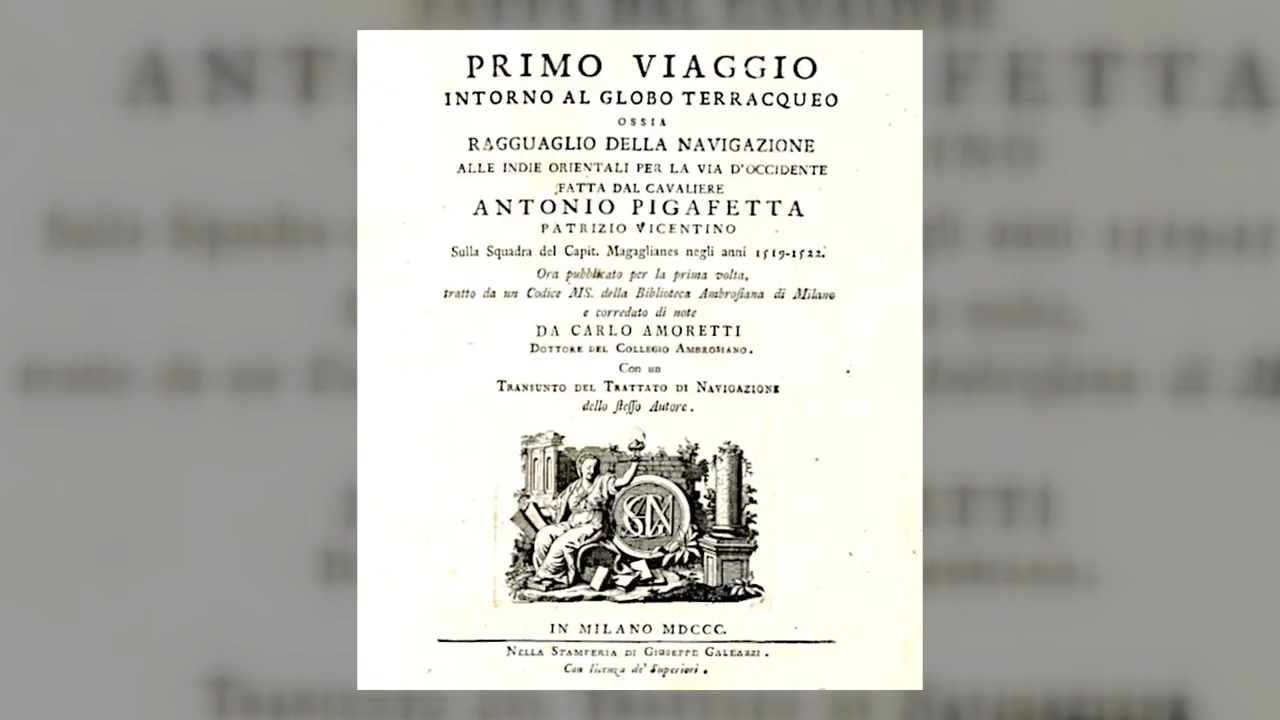 PRIMO VIAGGIO
INTORNO AL GLOBO TERRACQUEO
OSSIA
RAGGUAGLIO DELLA NAVIGAZIONE
ALLE INDIE ORIENTALI PER LA VIA D'OCCIDENTE
FATTA DAL CAVALIERE
ANTONIO PIGAFETTA
PATRIZIO VICENTINO
Sulla Squadra del Capit. Magaglianes negli anni 1519-1522.
Ora pubblicato per la prima volta,
tratto da un Codice MS. della Biblioteca Ambroſiana di Milano
e corredato di note
DA CARLO AMORETTI
DOTTORE DEL COLLEGIO AMBROSIANO.
Con un
TRANSUNTO DEL TRATTATO DI NAVIGAZIONE
dello ſteſſo Autore.
IN MILANO MDCCC.
NELLA STAMPERIA DI GIUSEPPE GALEAZZI.
Con licenza de' Superiori.